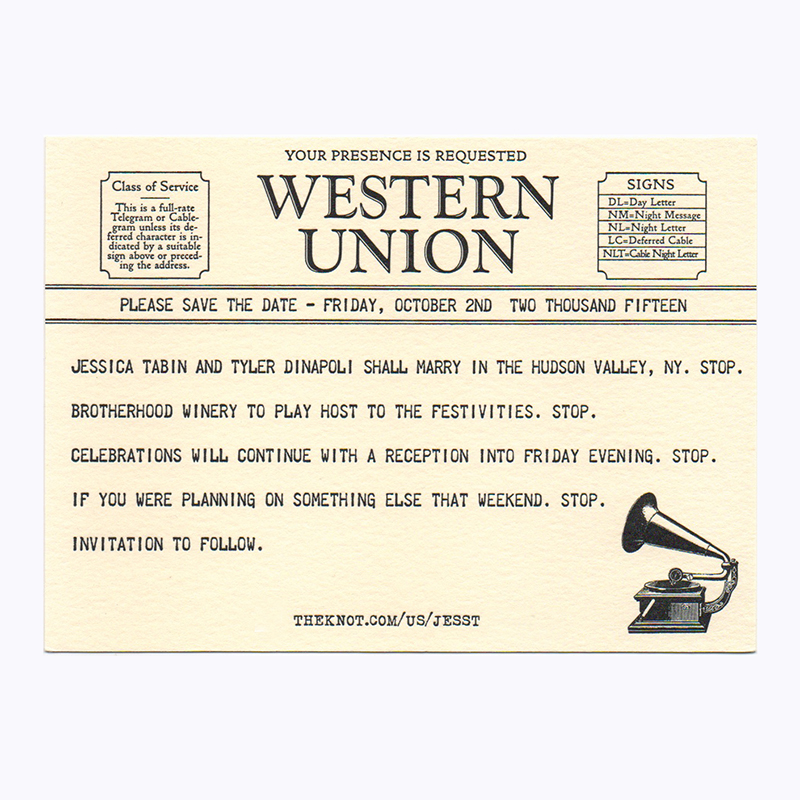 YOUR PRESENCE IS REQUESTED
WESTERN
UNION
Class of Service
This is a full-rate
Telegram or Cable-
gram unless its de-
ferred character is in-
dicated by a suitable
sign above or preced-
ing the address.
SIGNS
DL=Day Letter
NM=Night Message
NL=Night Letter
LC=Deferred Cable
NLT=Cable Night Letter
PLEASE SAVE THE DATE - FRIDAY, OCTOBER 2ND TWO THOUSAND FIFTEEN
JESSICA TABIN AND TYLER DINAPOLI SHALL MARRY IN THE HUDSON VALLEY, NY. STOP.
BROTHERHOOD WINERY TO PLAY HOST TO THE FESTIVITIES. STOP.
CELEBRATIONS WILL CONTINUE WITH A RECEPTION INTO FRIDAY EVENING. STOP.
IF YOU WERE PLANNING ON SOMETHING ELSE THAT WEEKEND. STOP.
INVITATION TO FOLLOW.
THEKNOT.COM/US/JESST